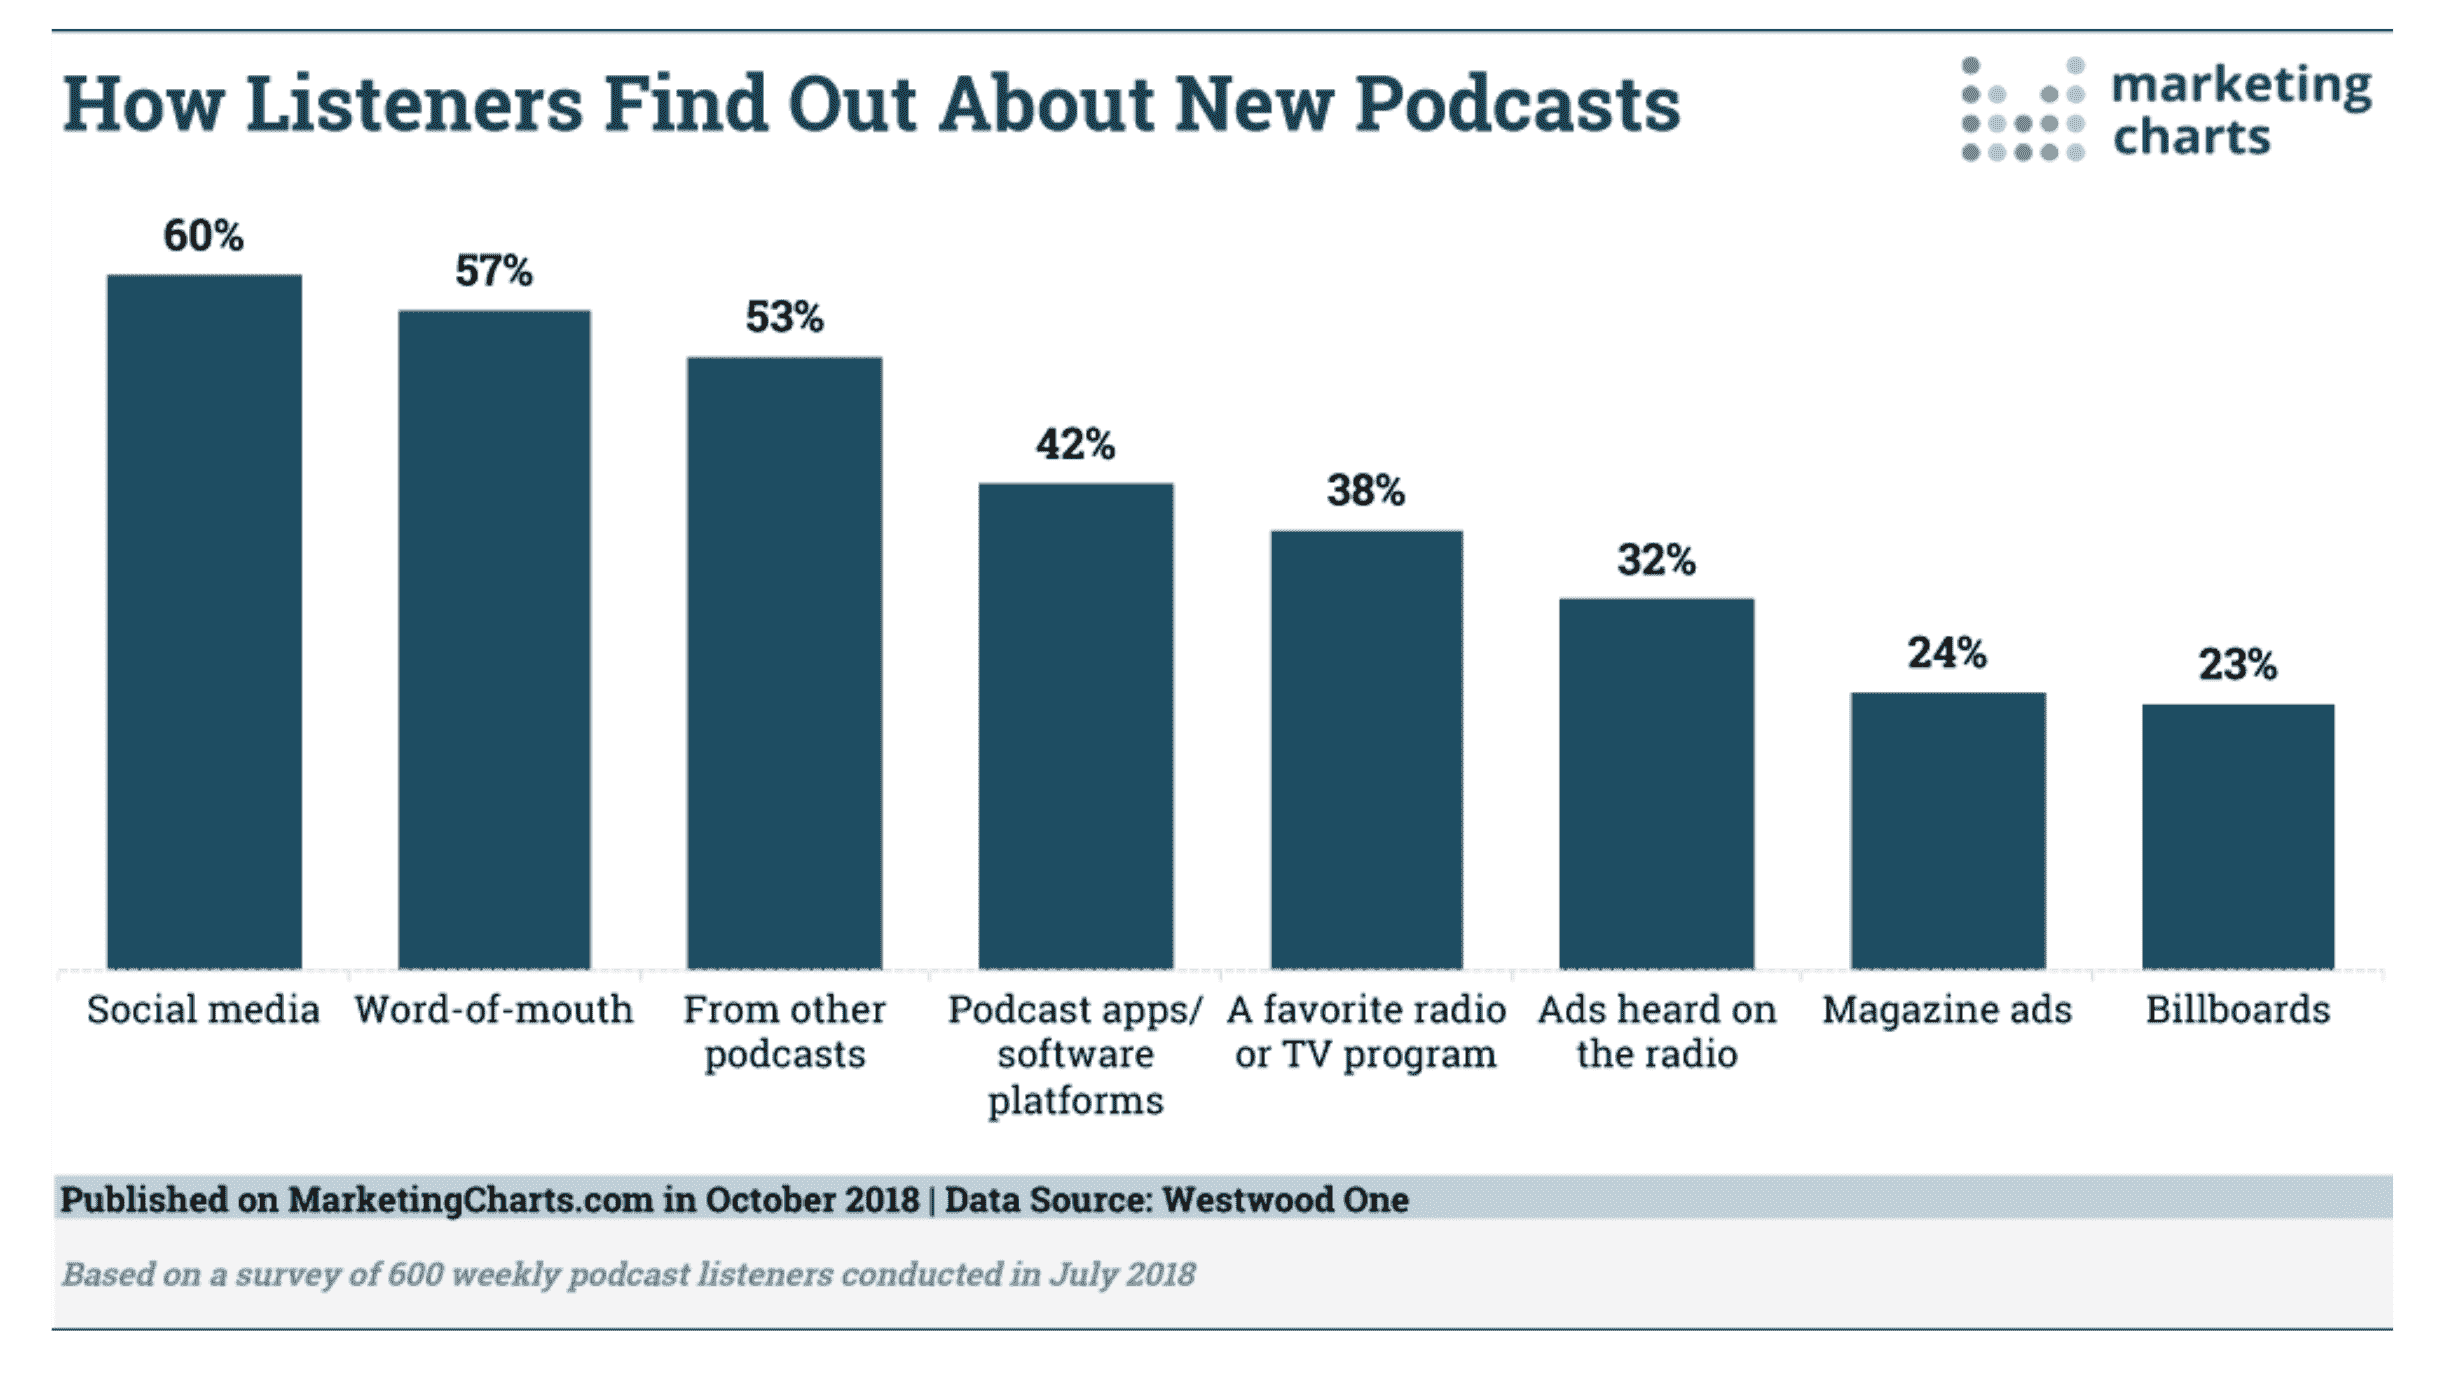 How Listeners Find Out About New Podcasts
marketing
charts
60%
57%
53%
42%
38%
32%
24%
23%
Social media
Word-of-mouth
From other
podcasts
Podcast apps/
software
platforms
A favorite radio
or TV program
Ads heard on
the radio
Magazine ads
Billboards
Published on MarketingCharts.com in October 2018 | Data Source: Westwood One
Based on a survey of 600 weekly podcast listeners conducted in July 2018